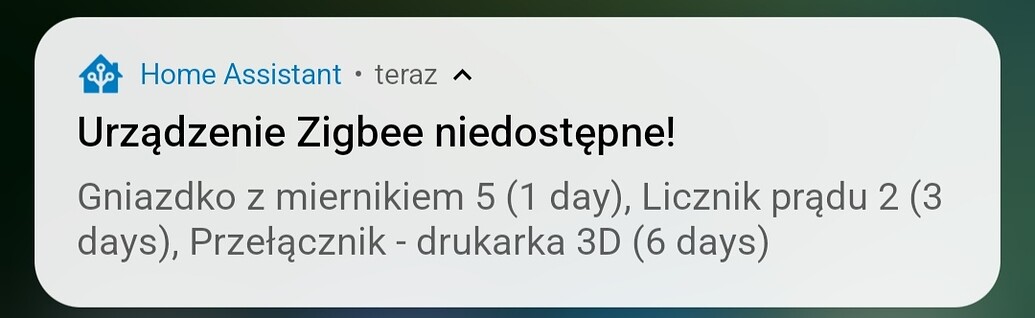 Home Assistant • teraz
Urządzenie Zigbee niedostępne!
Gniazdko z miernikiem 5 (1 day), Licznik prądu 2 (3
days), Przełącznik - drukarka 3D (6 days)